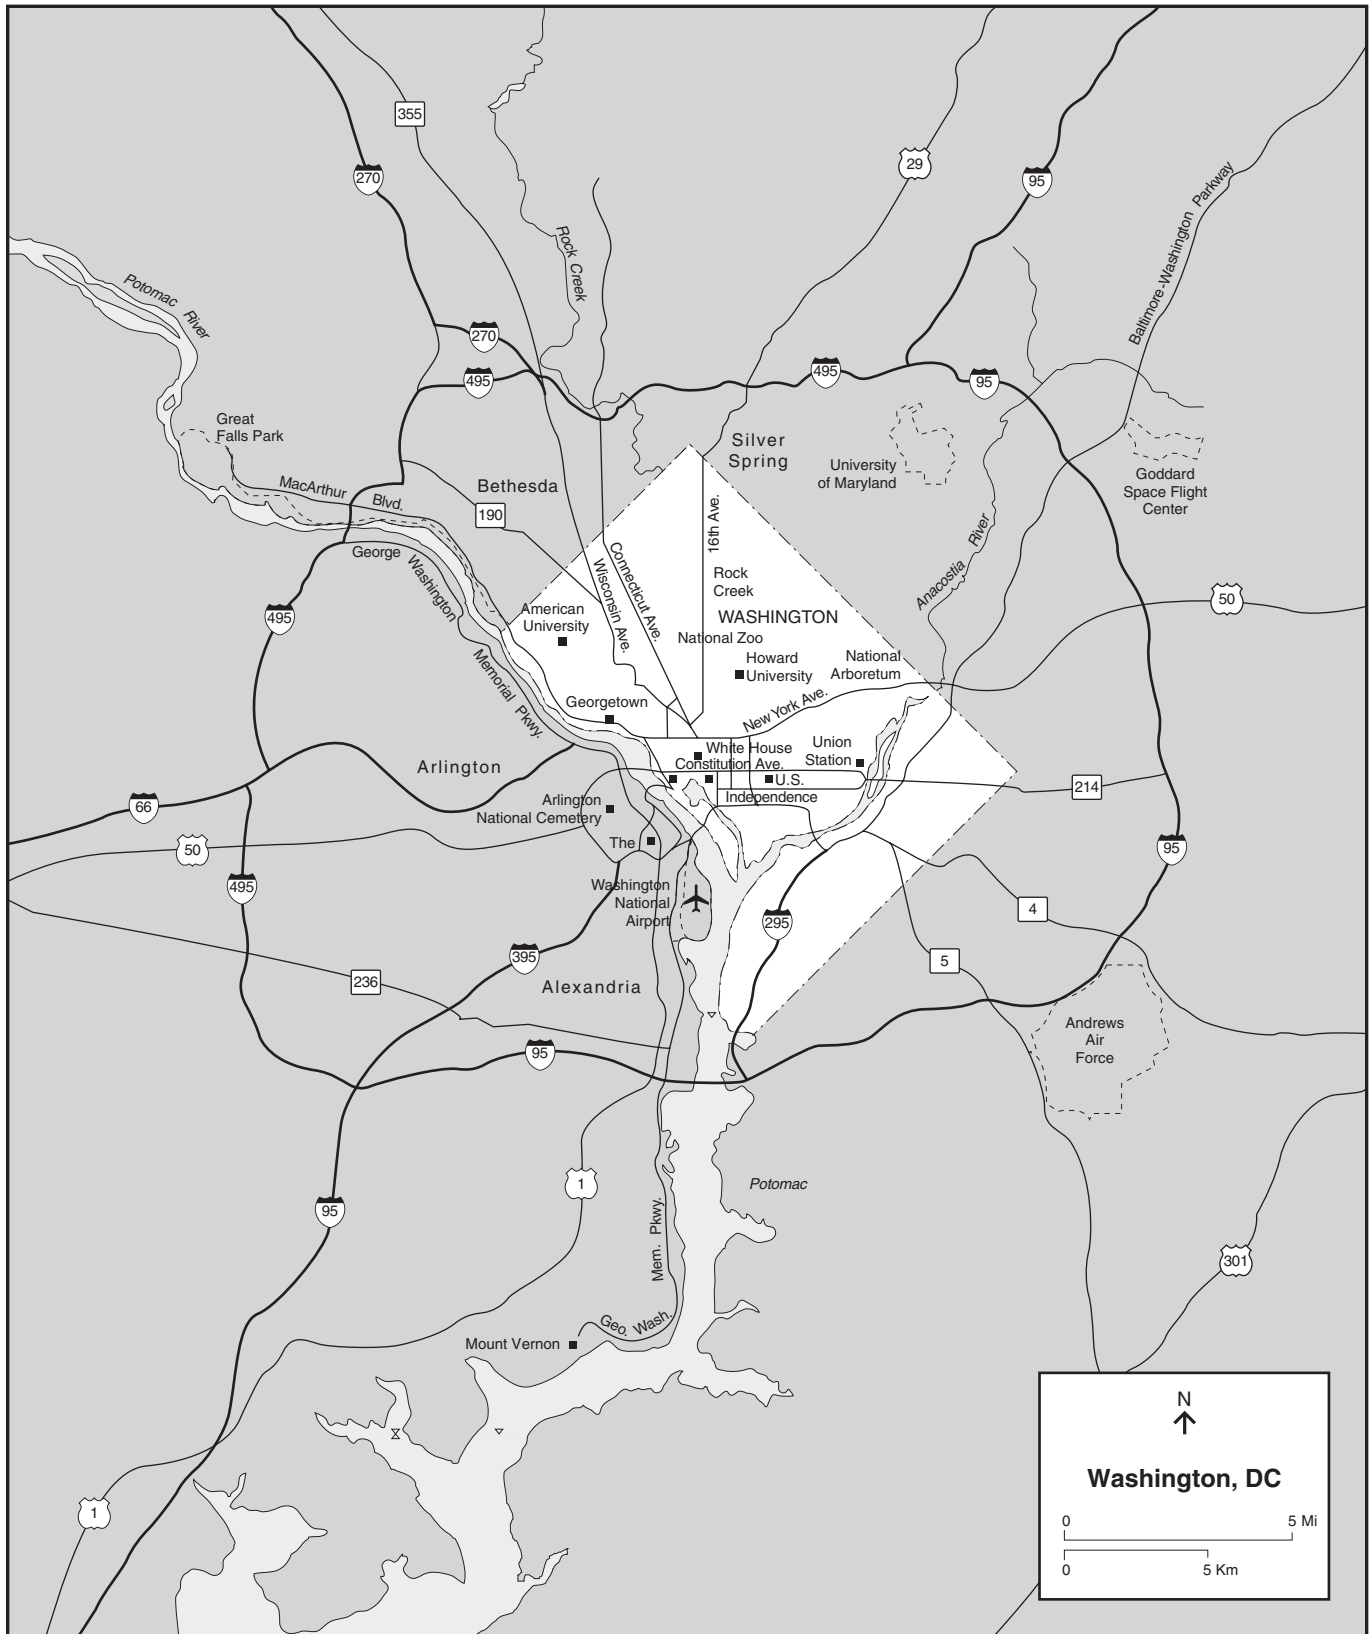 355
29
270
95
Baltimore-Washington Parkway
Rock Creek
Potomac
River
270
495
495
95
Great
Falls Park
Silver
Spring
University
of Maryland
Goddard
Space Flight
Center
MacArthur Blvd.
Bethesda
190
16th Ave.
Anacostia River
George Washington Memorial Pkwy.
Connecticut Ave.
Wisconsin Ave.
Rock
Creek
50
495
American
University
WASHINGTON
National Zoo
Howard
University
National
Arboretum
Georgetown
New York Ave.
White House
Constitution Ave.
Union
Station
U.S.
Independence
Arlington
214
66
Arlington
National Cemetery
The
50
95
495
Washington
National
Airport
4
295
395
5
236
Alexandria
Andrews
Air
Force
95
1
Potomac
95
Mem. Pkwy.
301
Geo. Wash.
Mount Vernon
1
N
Washington, DC
0 5 Mi
0 5 Km